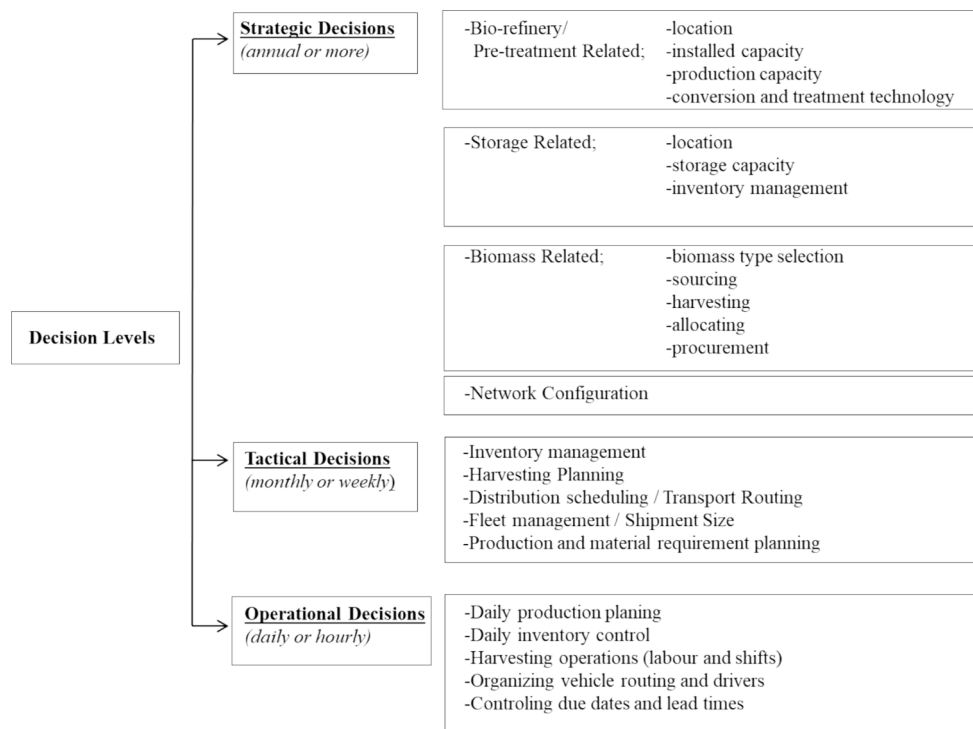 Strategic Decisions
(annual or more)
-Bio-refinery/ -location
Pre-treatment Related; -installed capacity
-production capacity
-conversion and treatment technology
-Storage Related; -location
-storage capacity
-inventory management
-Biomass Related; -biomass type selection
-sourcing
-harvesting
-allocating
-procurement
Decision Levels
-Network Configuration
Tactical Decisions
(monthly or weekly)
-Inventory management
-Harvesting Planning
-Distribution scheduling / Transport Routing
-Fleet management / Shipment Size
-Production and material requirement planning
Operational Decisions
(daily or hourly)
-Daily production planing
-Daily inventory control
-Harvesting operations (labour and shifts)
-Organizing vehicle routing and drivers
-Controling due dates and lead times